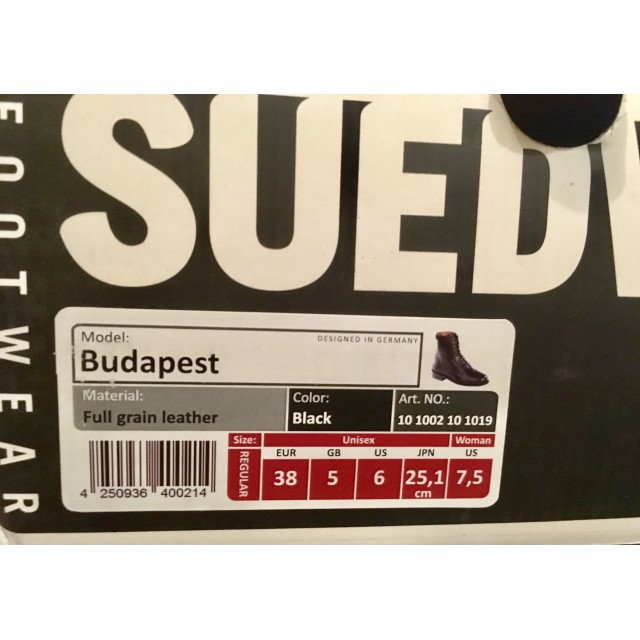 FOOTWEAR
SUEDW
Model:
DESIGNED IN GERMANY
Budapest
Material:
Full grain leather
Color:
Black
Art. NO.:
10 1002 10 1019
Size: Unisex Woman
REGULAR
EUR GB US JPN US
38 5 6 25,1 cm 7,5
4 250936 400214